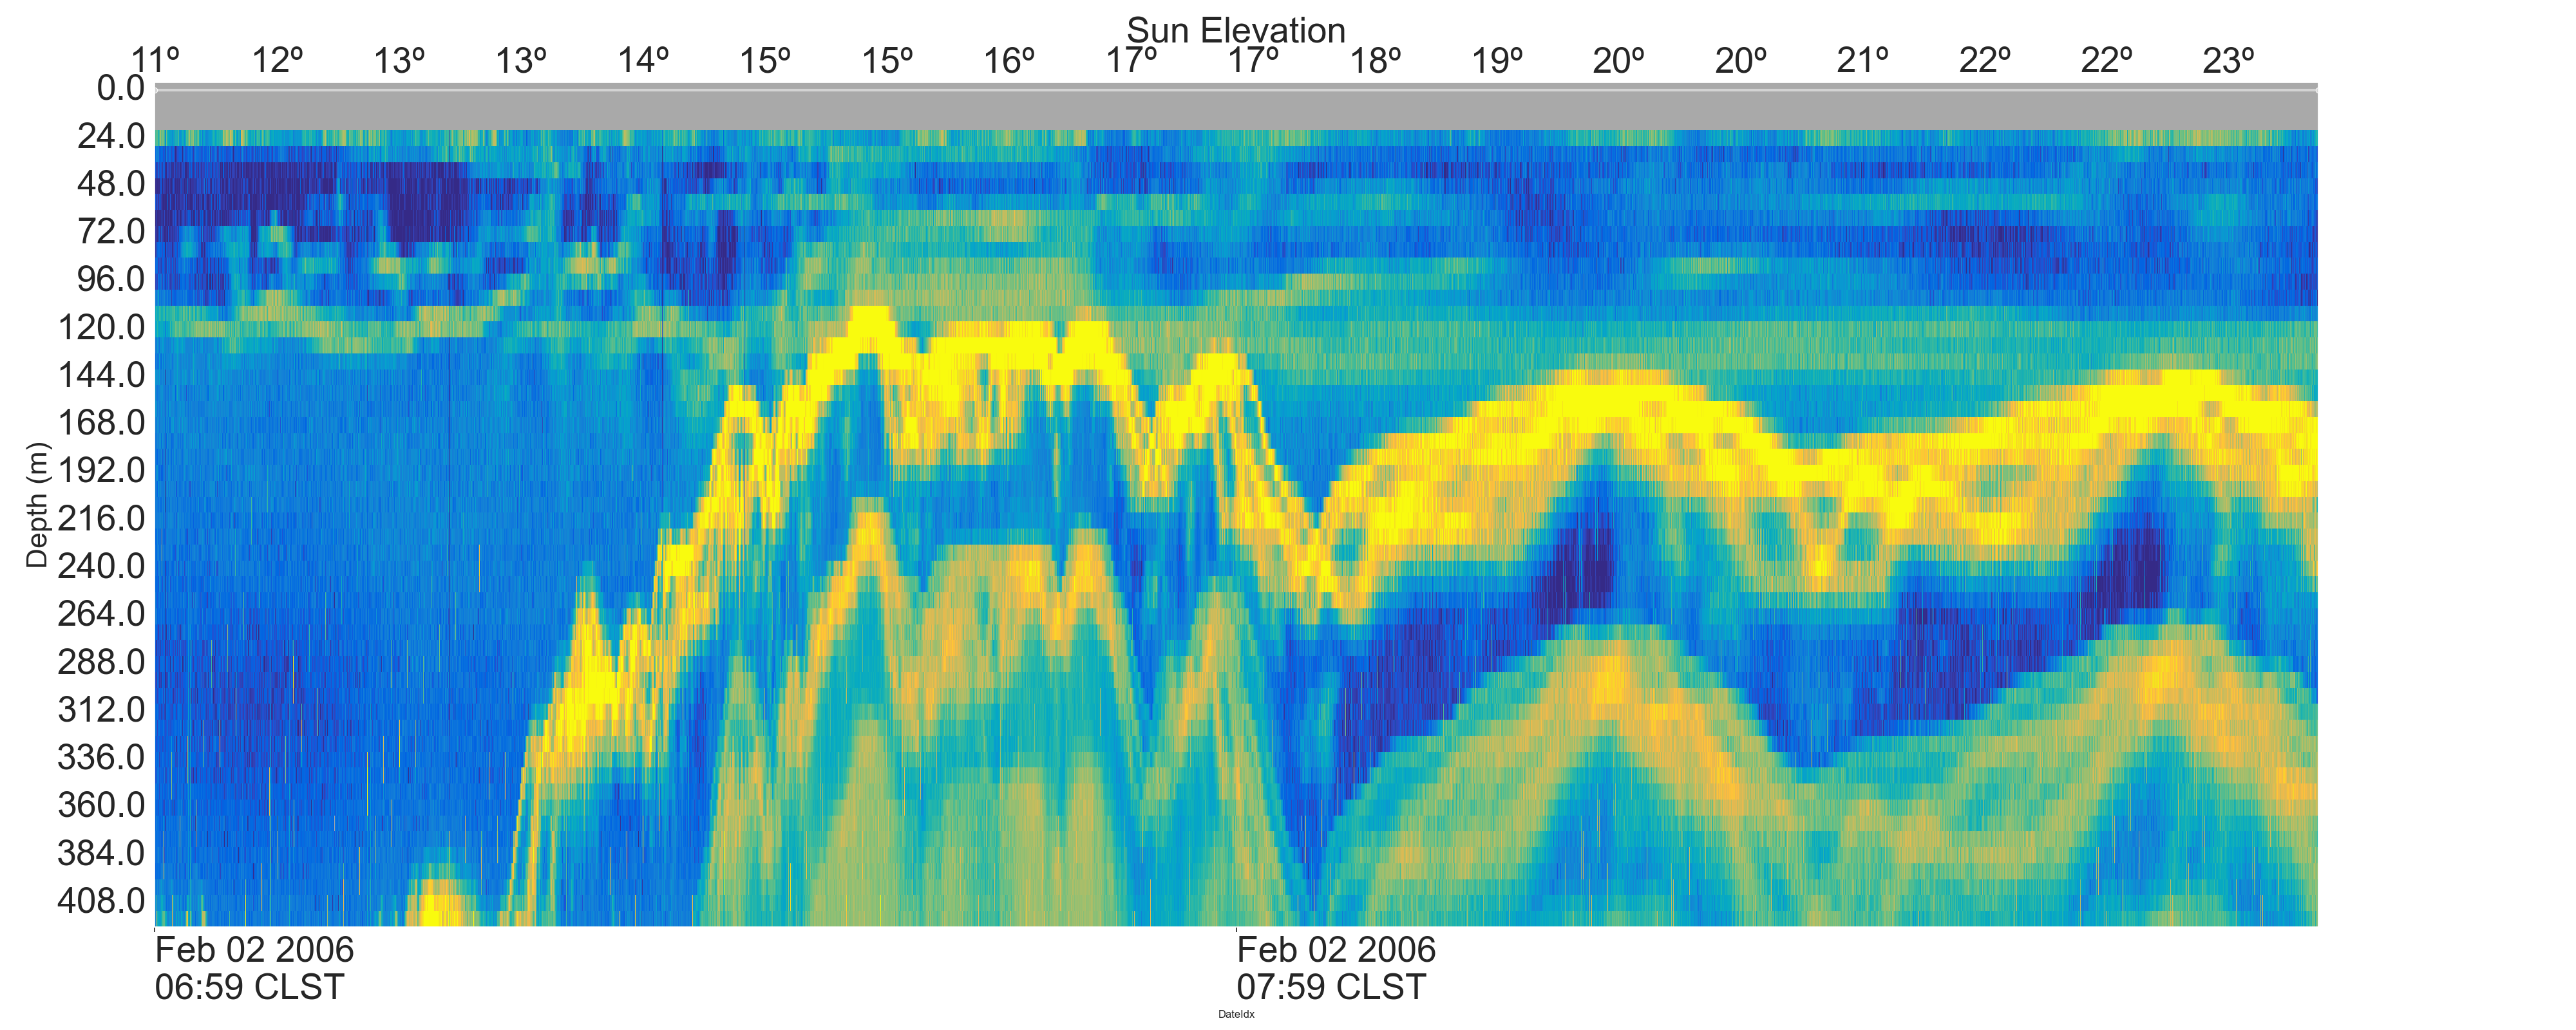 Sun Elevation
11º 12º 13º 13º 14º 15º 15º 16º 17º 17º 18º 19º 20º 20º 21º 22º 22º 23º
0.0
24.0
48.0
72.0
96.0
120.0
144.0
168.0
192.0
216.0
240.0
264.0
288.0
312.0
336.0
360.0
384.0
408.0
Depth (m)
Feb 02 2006
06:59 CLST
Feb 02 2006
07:59 CLST
DateIdx